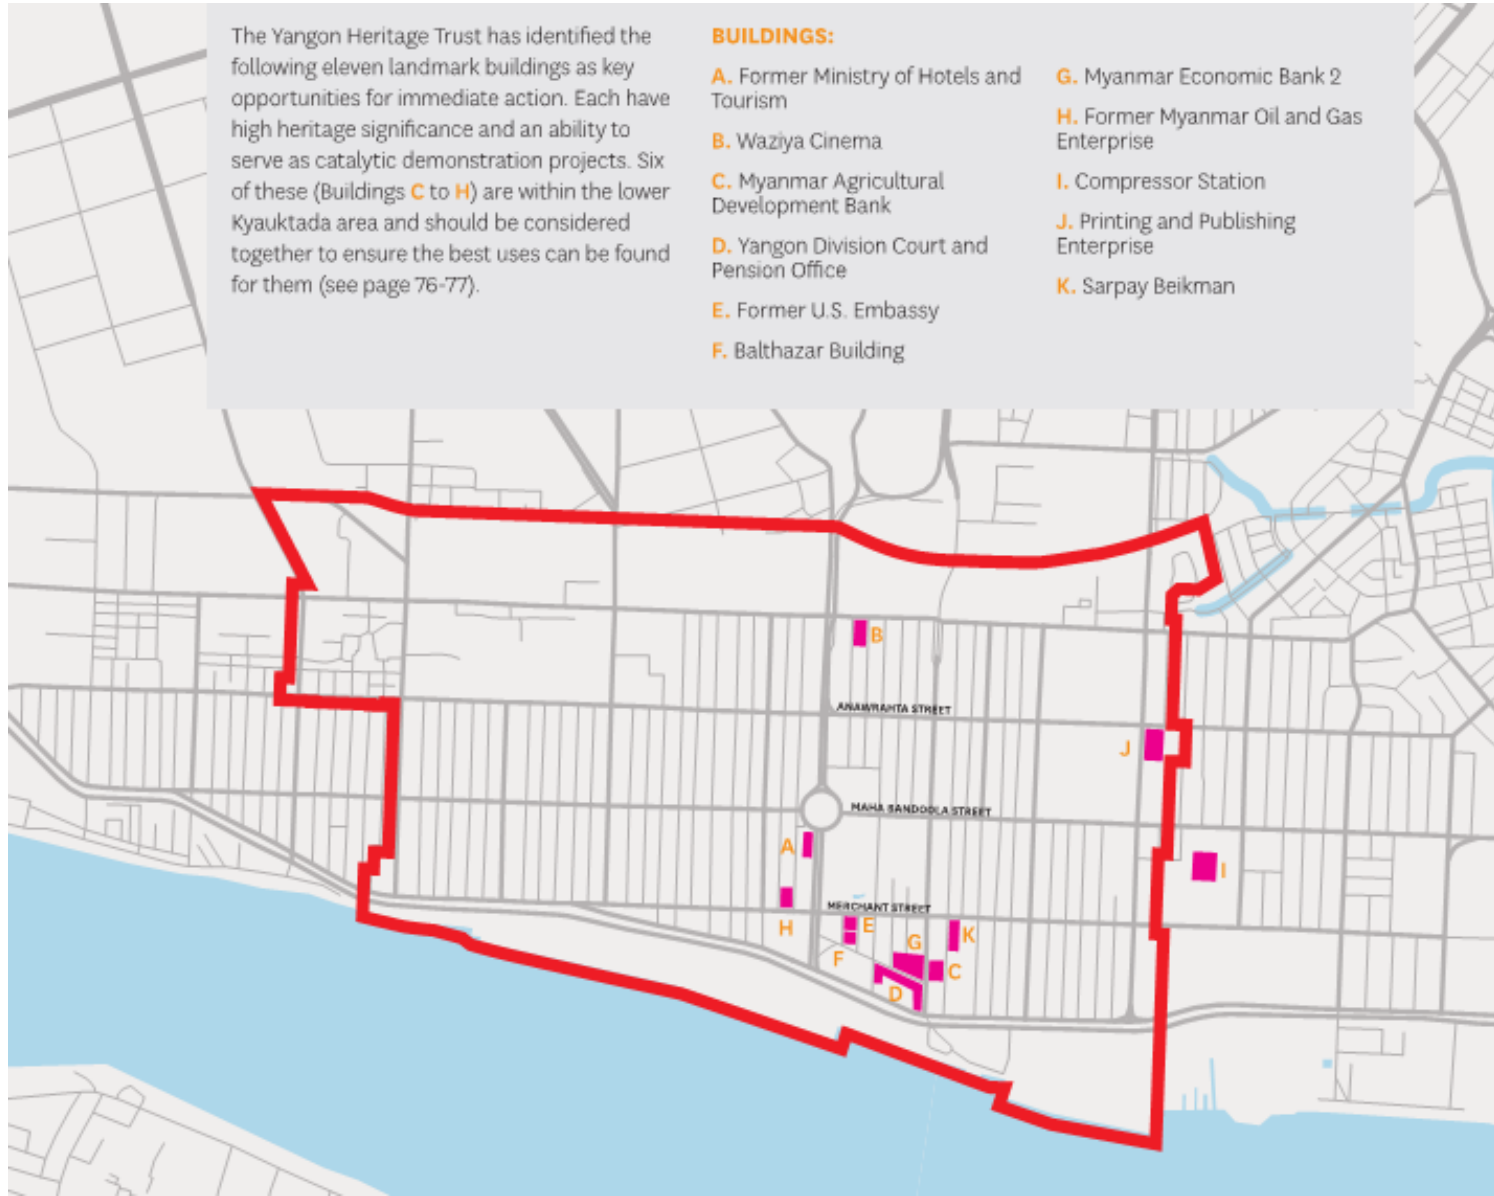 The Yangon Heritage Trust has identified the
following eleven landmark buildings as key
opportunities for immediate action. Each have
high heritage significance and an ability to
serve as catalytic demonstration projects. Six
of these (Buildings C to H) are within the lower
Kyauktada area and should be considered
together to ensure the best uses can be found
for them (see page 76-77).
BUILDINGS:
A. Former Ministry of Hotels and
Tourism
B. Waziya Cinema
C. Myanmar Agricultural
Development Bank
D. Yangon Division Court and
Pension Office
E. Former U.S. Embassy
F. Balthazar Building
G. Myanmar Economic Bank 2
H. Former Myanmar Oil and Gas
Enterprise
I. Compressor Station
J. Printing and Publishing
Enterprise
K. Sarpay Beikman
B
ANAWRAHTA STREET
J
MAHA BANDOOLA STREET
A
I
MERCHANT STREET
H
E
K
G
F
C
D